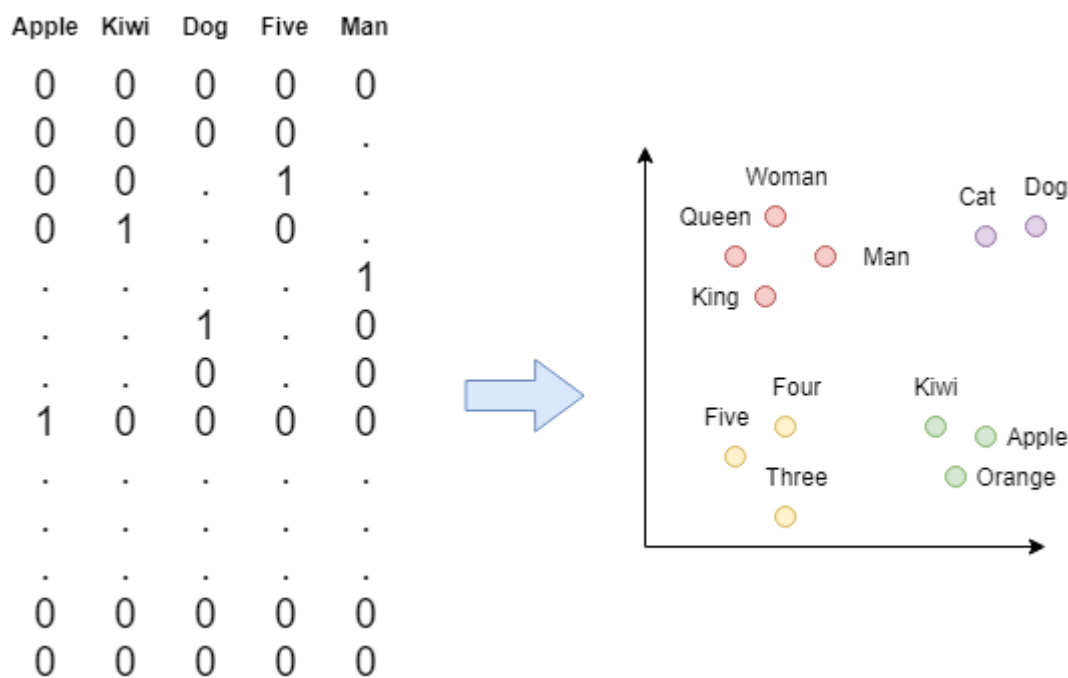 Apple Kiwi Dog Five Man
0 0 0 0 0
0 0 0 0 .
0 0 . 1 .
0 1 . 0 .
. . . . 1
. . 1 . 0
. . 0 . 0
1 0 0 0 0
. . . . .
. . . . .
. . . . .
0 0 0 0 0
0 0 0 0 0
Woman
Queen
Man
King
Cat
Dog
Four
Five
Three
Kiwi
Apple
Orange